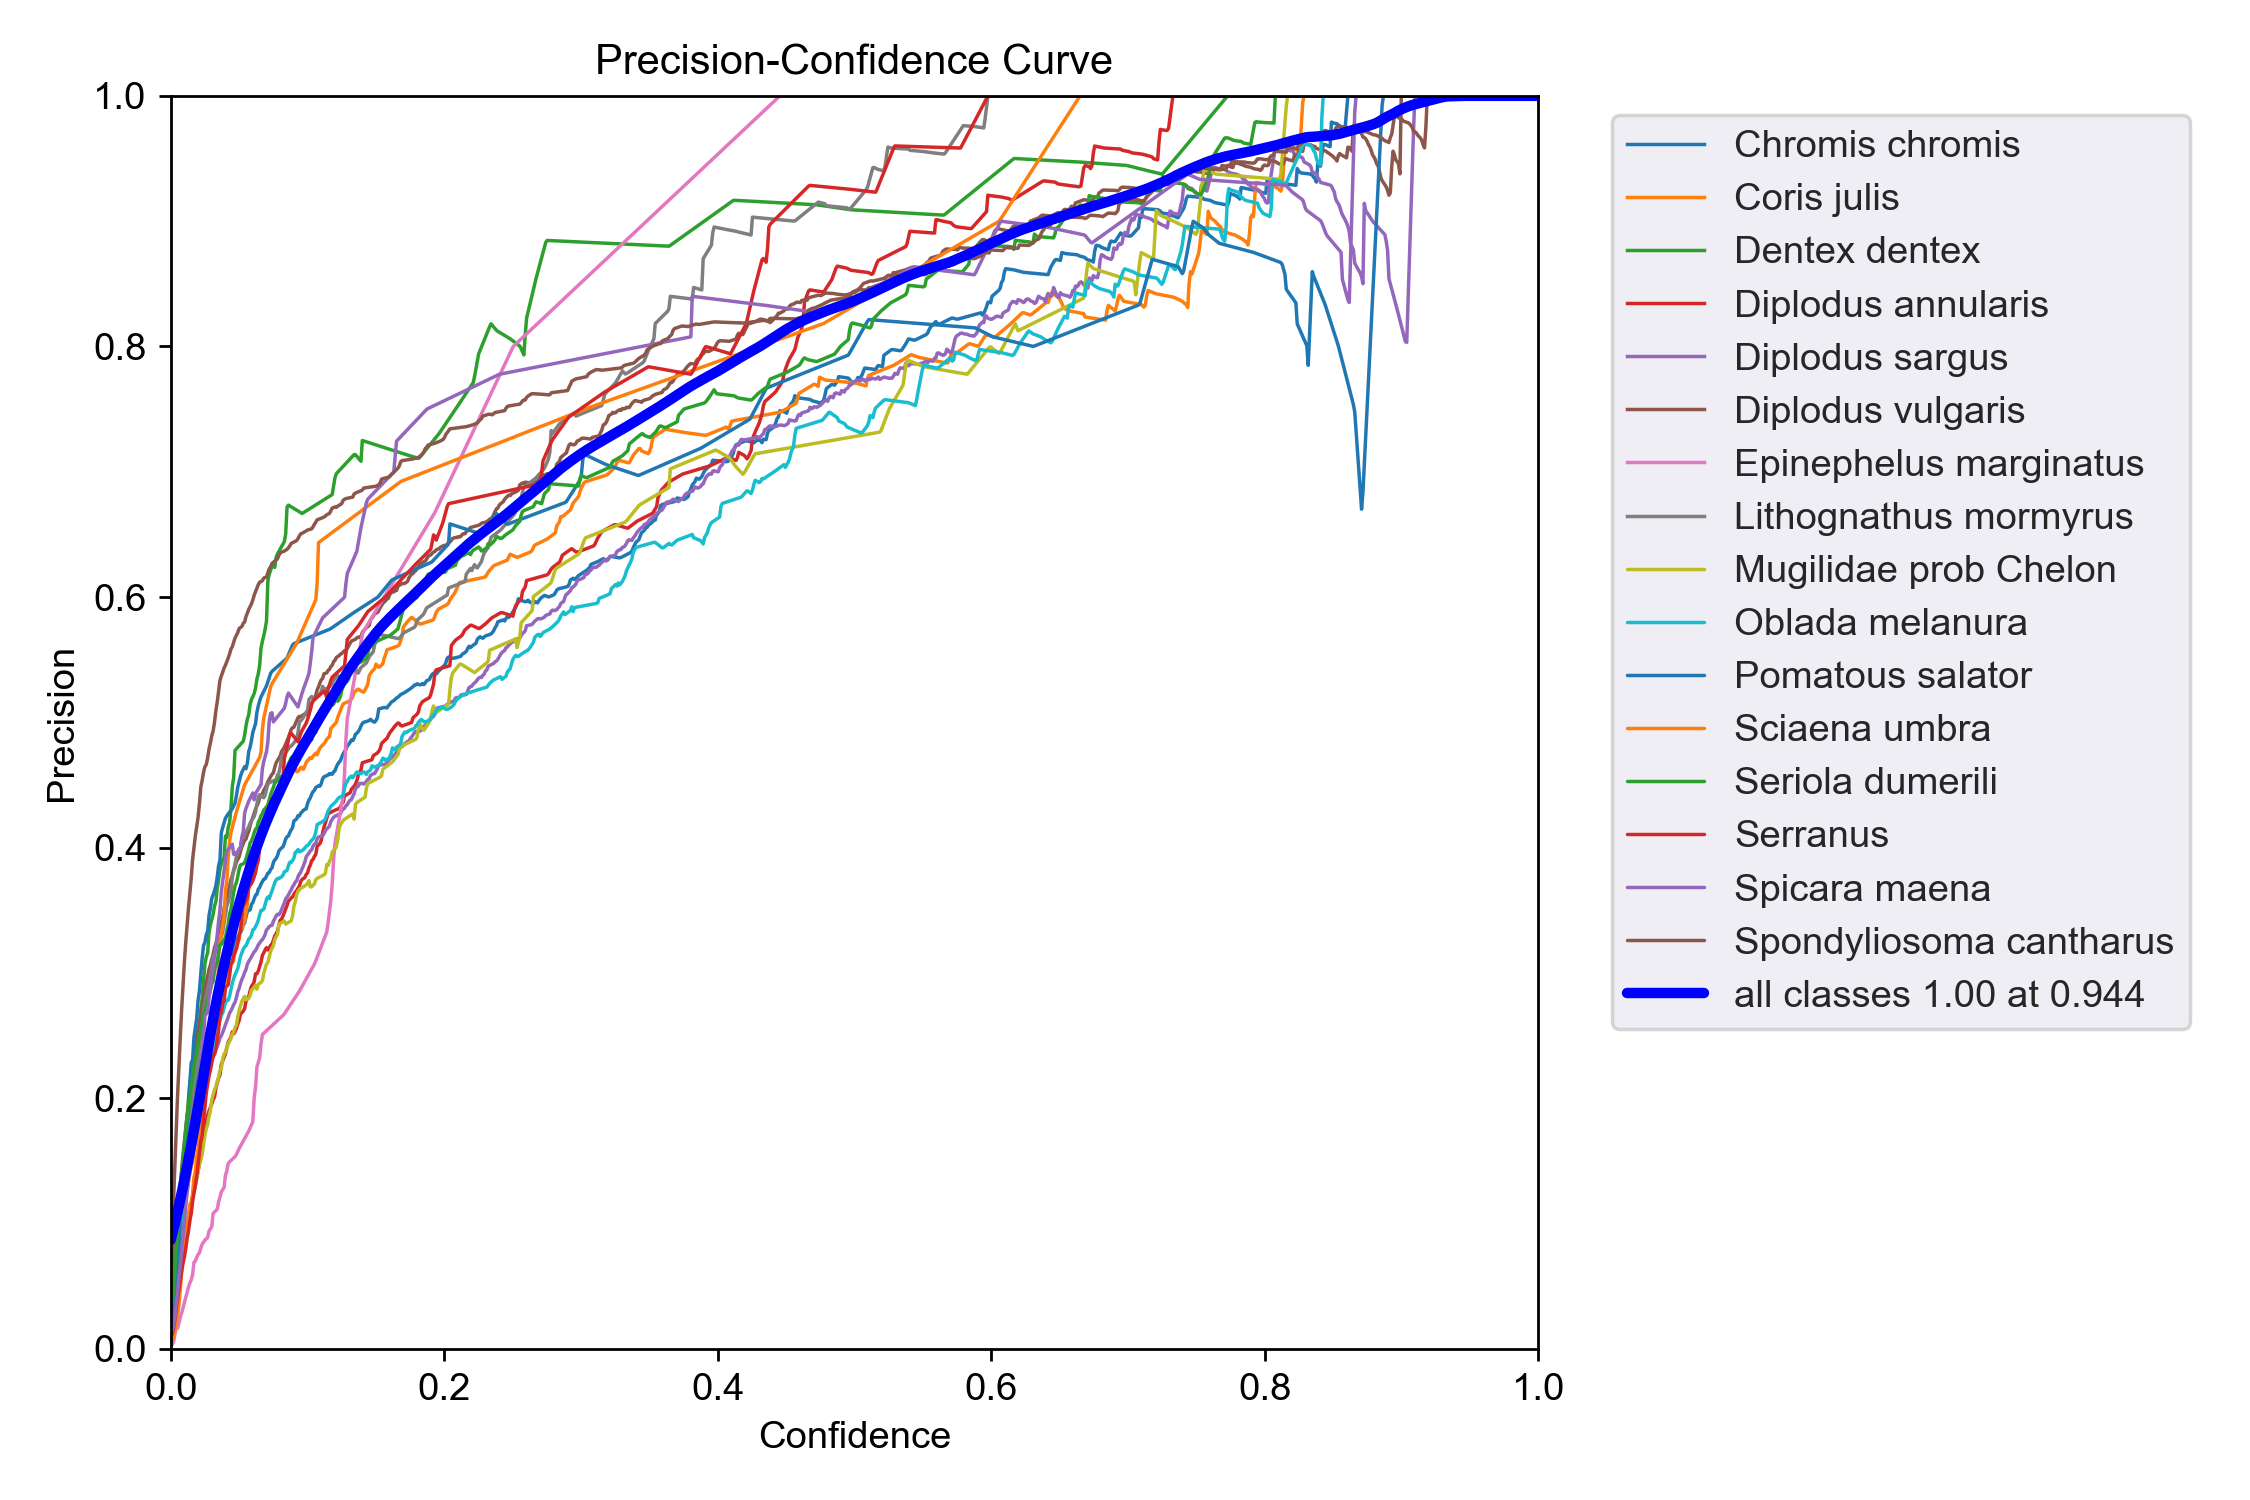 Precision-Confidence Curve
1.0
0.8
0.6
0.4
0.2
0.0
Precision
0.0 0.2 0.4 0.6 0.8 1.0
Confidence
Chromis chromis
Coris julis
Dentex dentex
Diplodus annularis
Diplodus sargus
Diplodus vulgaris
Epinephelus marginatus
Lithognathus mormyrus
Mugilidae prob Chelon
Oblada melanura
Pomatous salator
Sciaena umbra
Seriola dumerili
Serranus
Spicara maena
Spondyliosoma cantharus
all classes 1.00 at 0.944